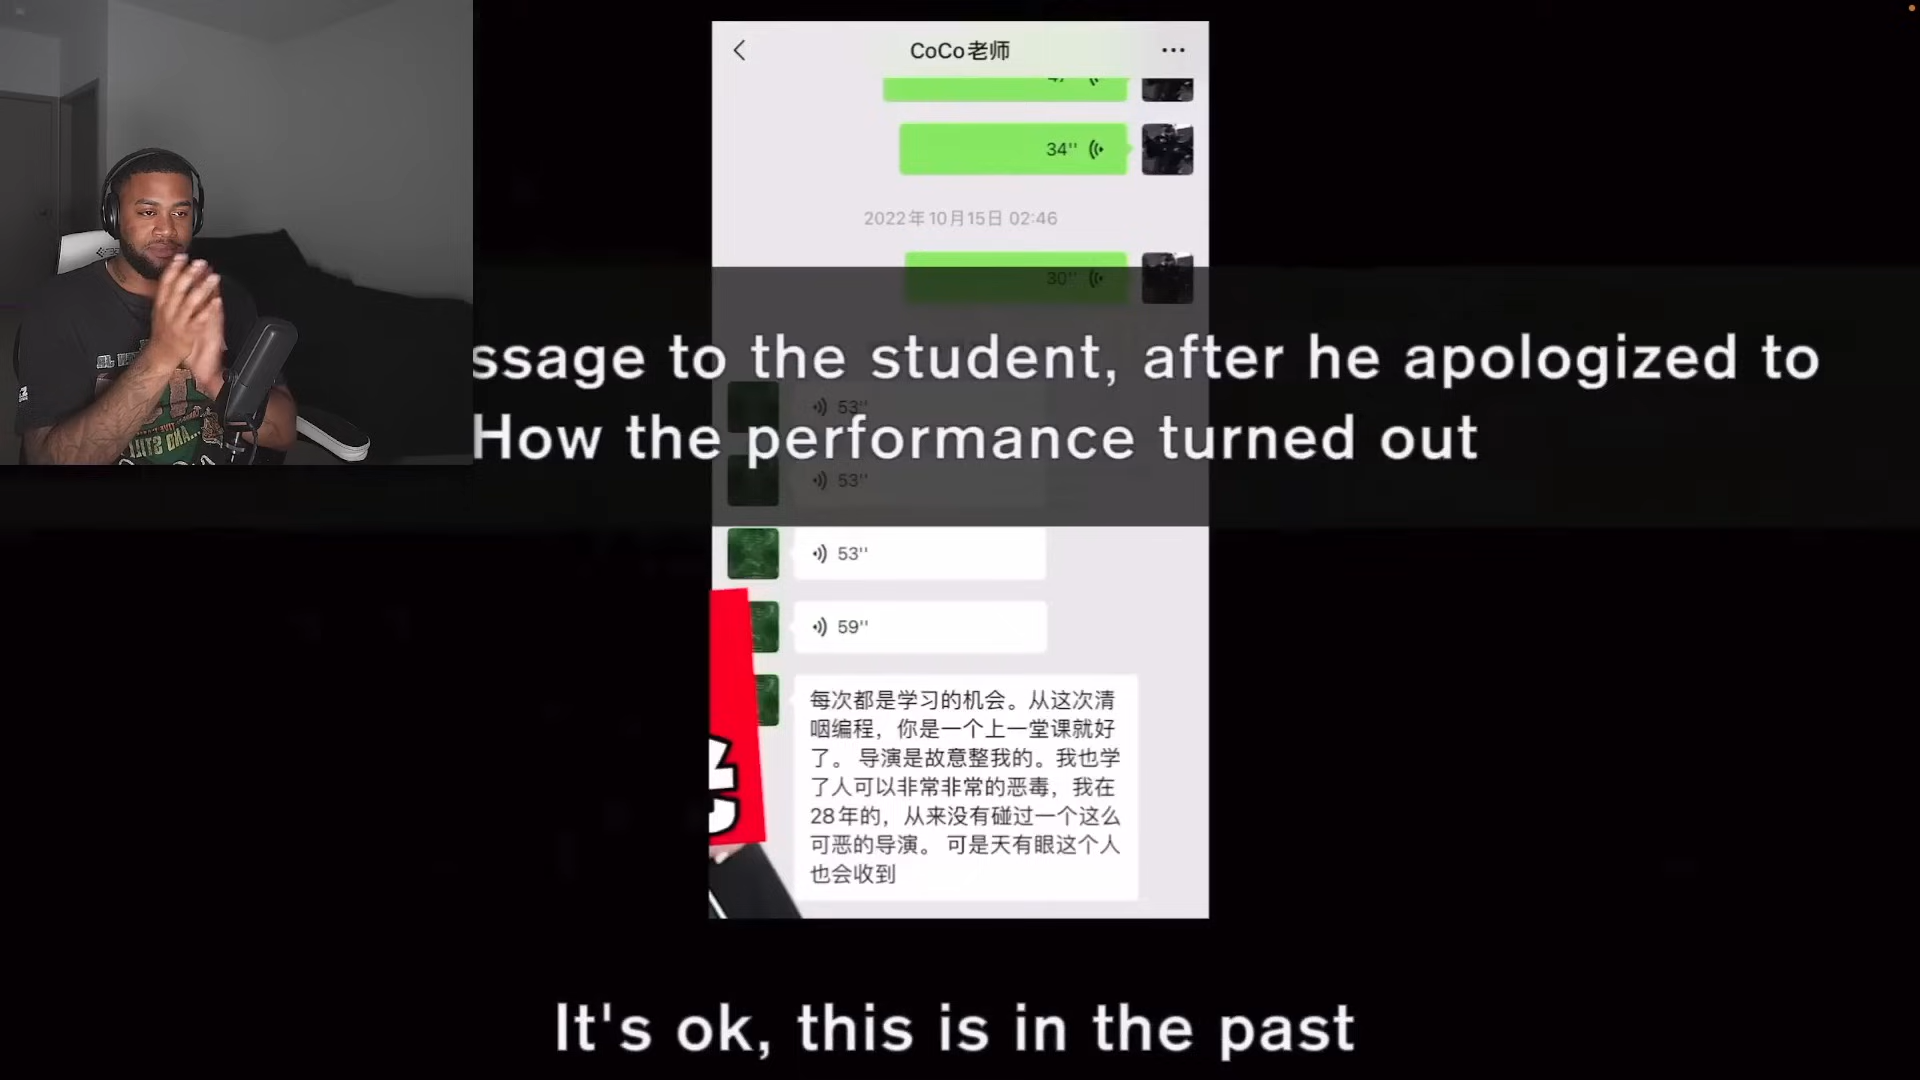 CoCo老师
47
34''
2022年10月15日 02:46
30''
ssage to the student, after he apologized to
53''
How the performance turned out
53''
53''
59''
每次都是学习的机会。从这次清
咽编程，你是一个上一堂课就好
了。 导演是故意整我的。我也学
了人可以非常非常的恶毒，我在
28年的，从来没有碰过一个这么
可恶的导演。 可是天有眼这个人
也会收到
It's ok, this is in the past